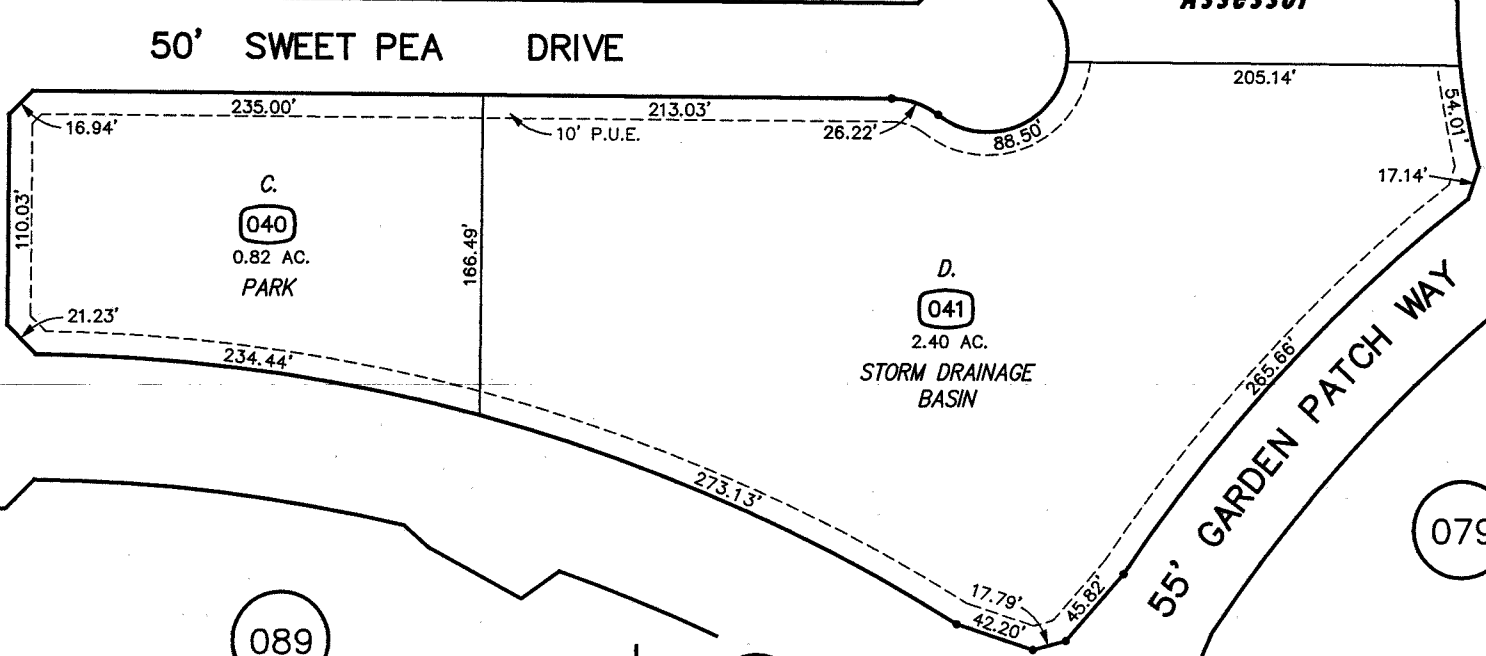 Assessor
50' SWEET PEA DRIVE
205.14'
235.00'
213.03'
54.01'
16.94'
10' P.U.E.
26.22'
88.50'
17.14'
C.
040
0.82 AC.
PARK
110.03'
166.49'
D.
041
2.40 AC.
STORM DRAINAGE
BASIN
21.23'
234.44'
265.66'
55' GARDEN PATCH WAY
273.13'
079
17.79'
45.82'
42.20'
089